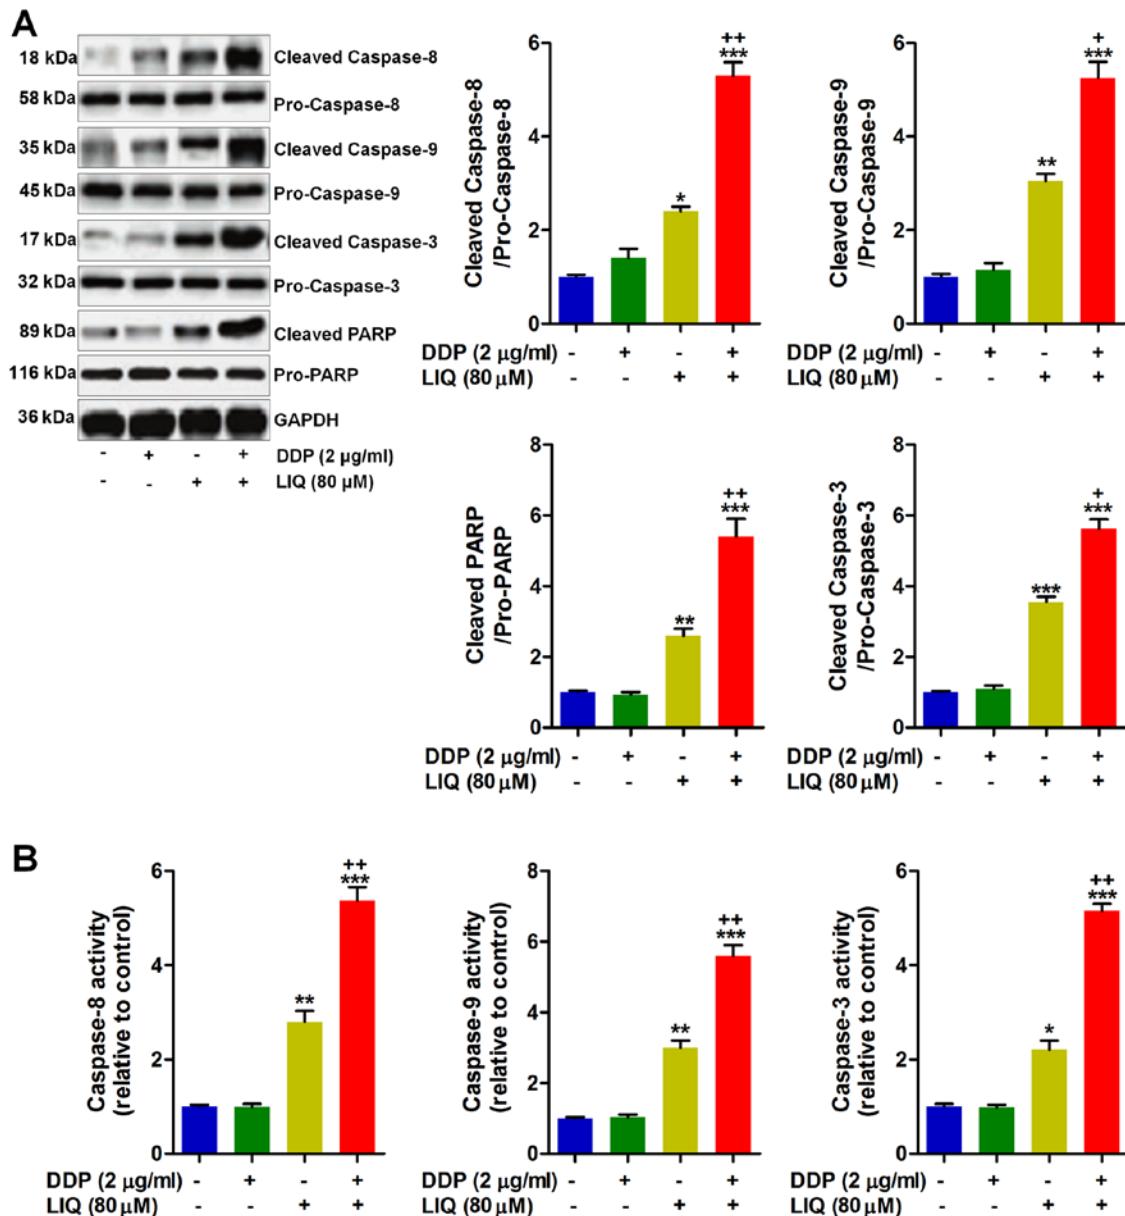 A
18 kDa Cleaved Caspase-8
58 kDa Pro-Caspase-8
35 kDa Cleaved Caspase-9
45 kDa Pro-Caspase-9
17 kDa Cleaved Caspase-3
32 kDa Pro-Caspase-3
89 kDa Cleaved PARP
116 kDa Pro-PARP
36 kDa GAPDH
- + - + DDP (2 µg/ml)
- - + + LIQ (80 µM)
Cleaved Caspase-8
/Pro-Caspase-8
6
4
2
0
*
++
***
DDP (2 µg/ml) - + - +
LIQ (80 µM) - - + +
Cleaved Caspase-9
/Pro-Caspase-9
6
4
2
0
**
+
***
DDP (2 µg/ml) - + - +
LIQ (80 µM) - - + +
Cleaved PARP
/Pro-PARP
8
6
4
2
0
**
++
***
DDP (2 µg/ml) - + - +
LIQ (80 µM) - - + +
Cleaved Caspase-3
/Pro-Caspase-3
8
6
4
2
0
***
+
***
DDP (2 µg/ml) - + - +
LIQ (80 µM) - - + +
B
Caspase-8 activity
(relative to control)
6
4
2
0
**
++
***
DDP (2 µg/ml) - + - +
LIQ (80 µM) - - + +
Caspase-9 activity
(relative to control)
8
6
4
2
0
**
++
***
DDP (2 µg/ml) - + - +
LIQ (80 µM) - - + +
Caspase-3 activity
(relative to control)
6
4
2
0
*
++
***
DDP (2 µg/ml) - + - +
LIQ (80 µM) - - + +